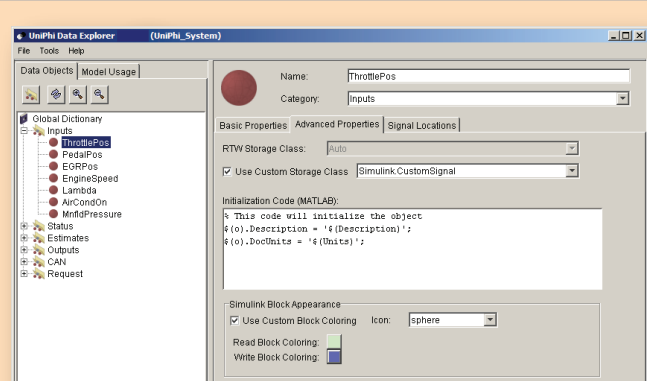 UniPhi Data Explorer (UniPhi_System)
File Tools Help
Data Objects Model Usage
Global Dictionary
Inputs
ThrottlePos
PedalPos
EGRPos
EngineSpeed
Lambda
AirCondOn
MnfldPressure
Status
Estimates
Outputs
CAN
Request
Name: ThrottlePos
Category: Inputs
Basic Properties Advanced Properties Signal Locations
RTW Storage Class: Auto
Use Custom Storage Class Simulink.CustomSignal
Initialization Code (MATLAB):
% This code will initialize the object
$(o).Description = '$(Description)';
$(o).DocUnits = '$(Units)';
Simulink Block Appearance
Use Custom Block Coloring Icon: sphere
Read Block Coloring:
Write Block Coloring: